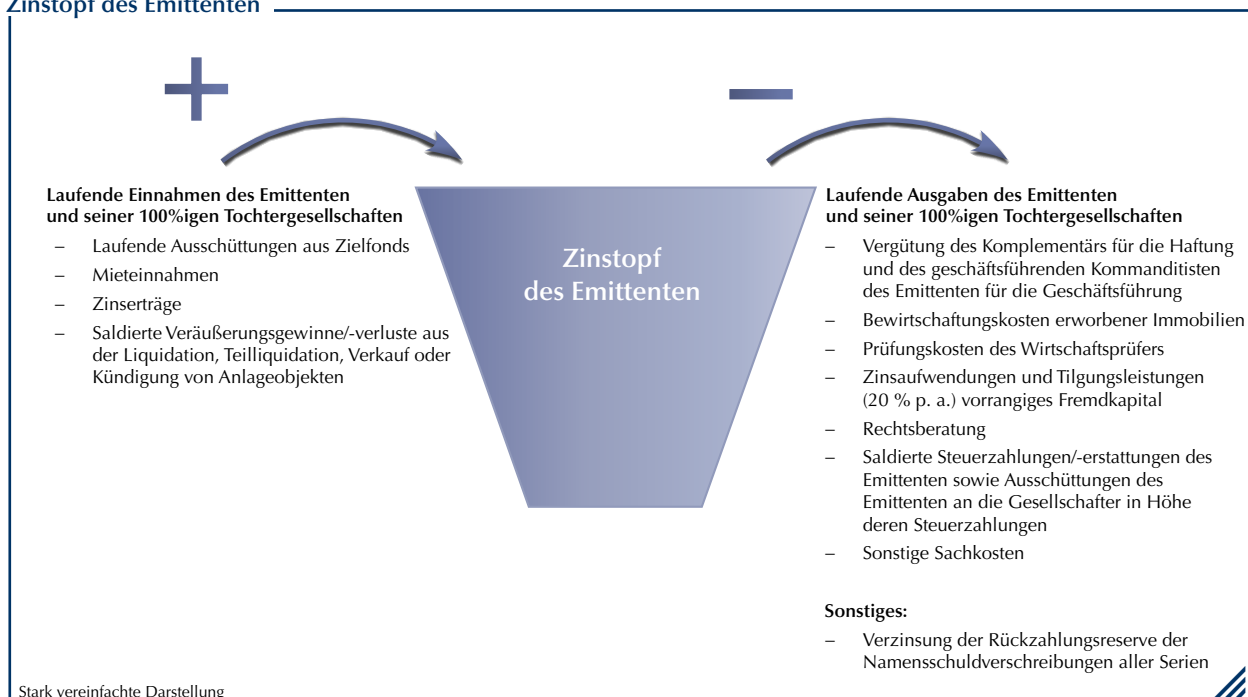 Zinstopf des Emittenten
+
–
Laufende Einnahmen des Emittenten
und seiner 100%igen Tochtergesellschaften
– Laufende Ausschüttungen aus Zielfonds
– Mieteinnahmen
– Zinserträge
– Saldierte Veräußerungsgewinne/-verluste aus
der Liquidation, Teilliquidation, Verkauf oder
Kündigung von Anlageobjekten
Zinstopf
des Emittenten
Laufende Ausgaben des Emittenten
und seiner 100%igen Tochtergesellschaften
– Vergütung des Komplementärs für die Haftung
und des geschäftsführenden Kommanditisten
des Emittenten für die Geschäftsführung
– Bewirtschaftungskosten erworbener Immobilien
– Prüfungskosten des Wirtschaftsprüfers
– Zinsaufwendungen und Tilgungsleistungen
(20 % p. a.) vorrangiges Fremdkapital
– Rechtsberatung
– Saldierte Steuerzahlungen/-erstattungen des
Emittenten sowie Ausschüttungen des
Emittenten an die Gesellschafter in Höhe
deren Steuerzahlungen
– Sonstige Sachkosten
Sonstiges:
– Verzinsung der Rückzahlungsreserve der
Namensschuldverschreibungen aller Serien
Stark vereinfachte Darstellung